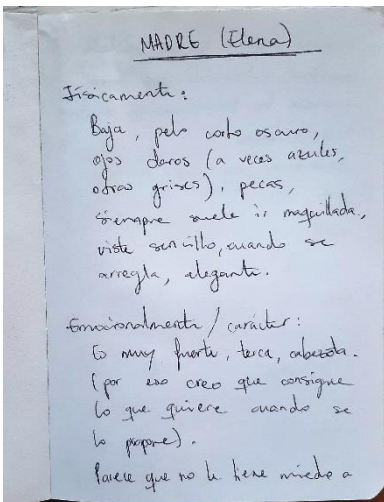 MADRE (Elena)
Físicamente:
Baja, pelo corto oscuro,
ojos claros (a veces azules,
otras grises), pecas,
siempre suele ir maquillada,
viste sencillo, cuando se
arregla, elegante.
Emocionalmente / carácter:
Es muy fuerte, terca, cabezota.
(por eso creo que consigue
lo que quiere cuando se
lo propone).
Parece que no le tiene miedo a